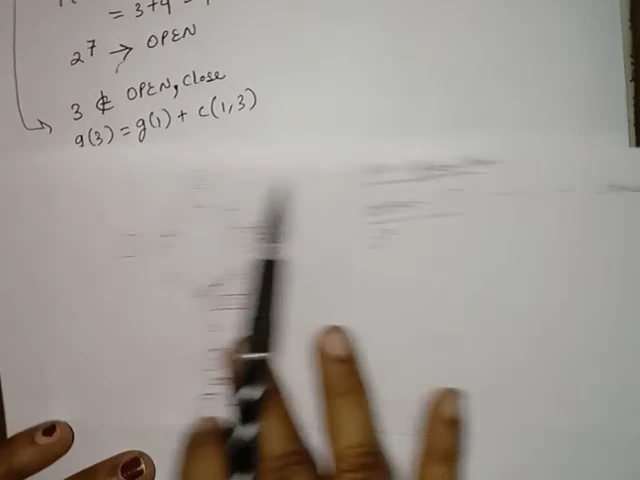 = 3+4
2⁷ → OPEN
3 ∉ OPEN, Close
g(3) = g(1) + c(1,3)